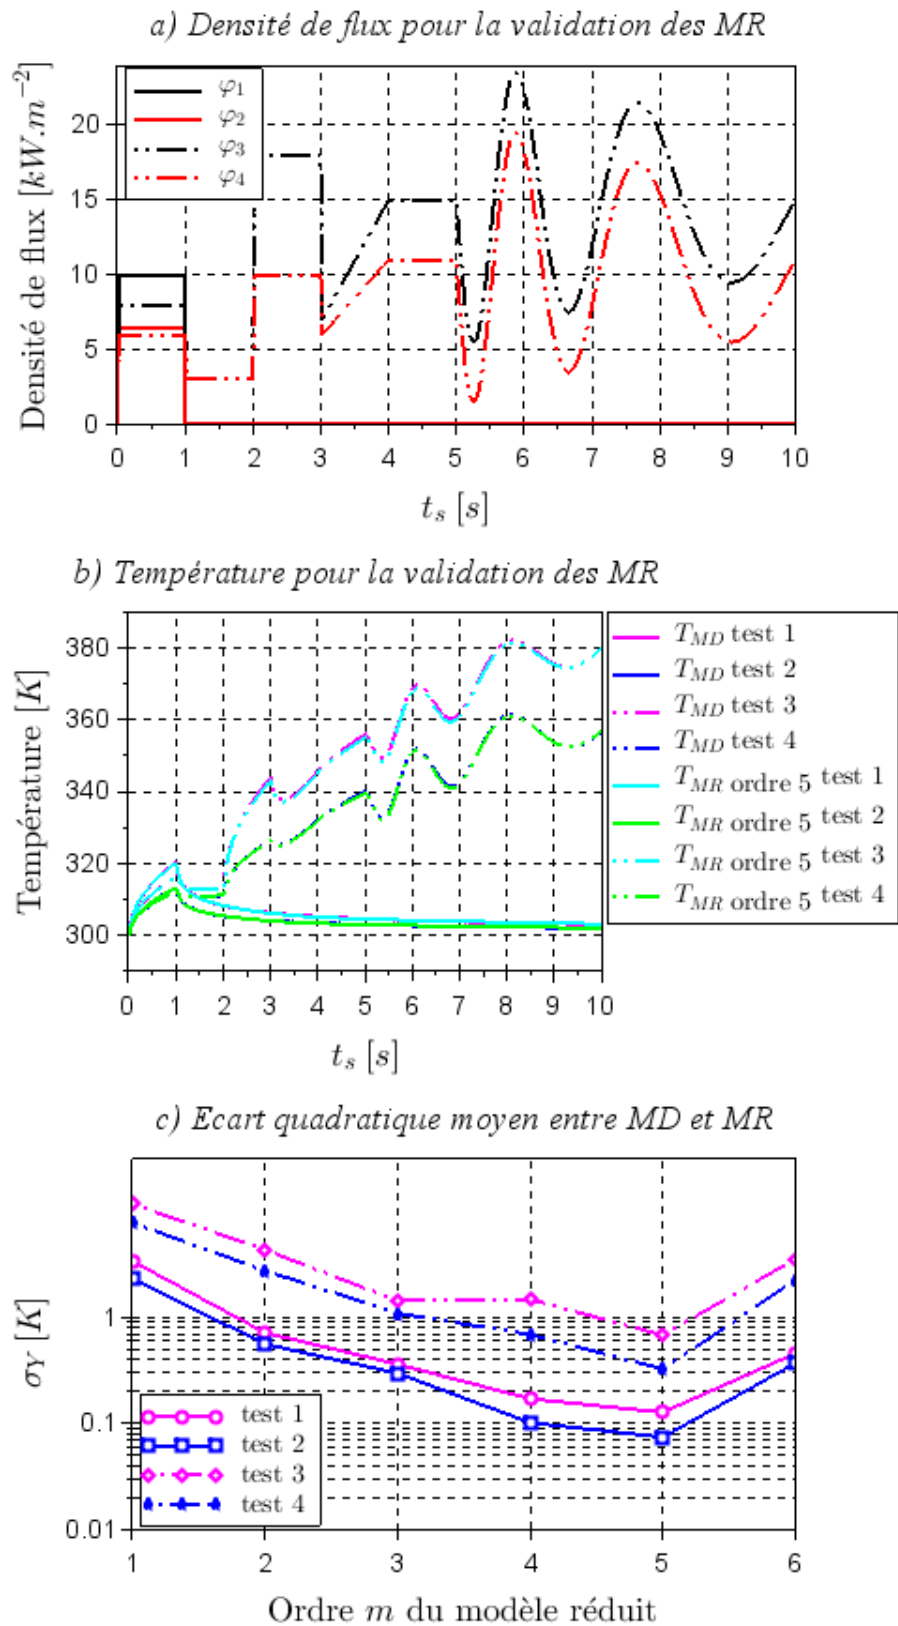 a) Densité de flux pour la validation des MR
Densité de flux [kW.m⁻²]
φ₁
φ₂
φ₃
φ₄
20
15
10
5
0
0 1 2 3 4 5 6 7 8 9 10
tₛ [s]
b) Température pour la validation des MR
Température [K]
380
360
340
320
300
0 1 2 3 4 5 6 7 8 9 10
tₛ [s]
T_MD test 1
T_MD test 2
T_MD test 3
T_MD test 4
T_MR ordre 5 test 1
T_MR ordre 5 test 2
T_MR ordre 5 test 3
T_MR ordre 5 test 4
c) Ecart quadratique moyen entre MD et MR
σ_Y [K]
1
0.1
0.01
test 1
test 2
test 3
test 4
1 2 3 4 5 6
Ordre m du modèle réduit